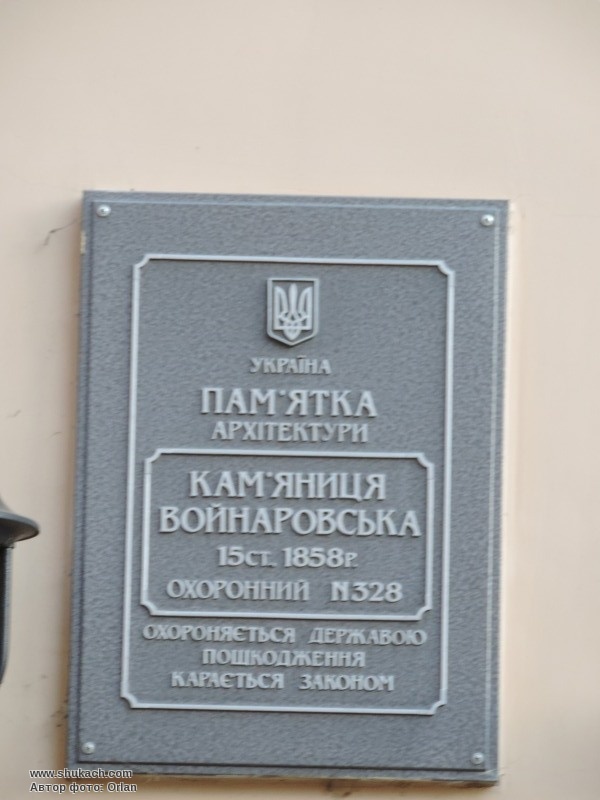 УКРАЇНА
ПАМ'ЯТКА
АРХІТЕКТУРИ
КАМ'ЯНИЦЯ
ВОЙНАРОВСЬКА
15СТ. 1858Р.
ОХОРОННИЙ N328
ОХОРОНЯЄТЬСЯ ДЕРЖАВОЮ
ПОШКОДЖЕННЯ
КАРАЄТЬСЯ ЗАКОНОМ
www.shukach.com
Автор фото: Orlan